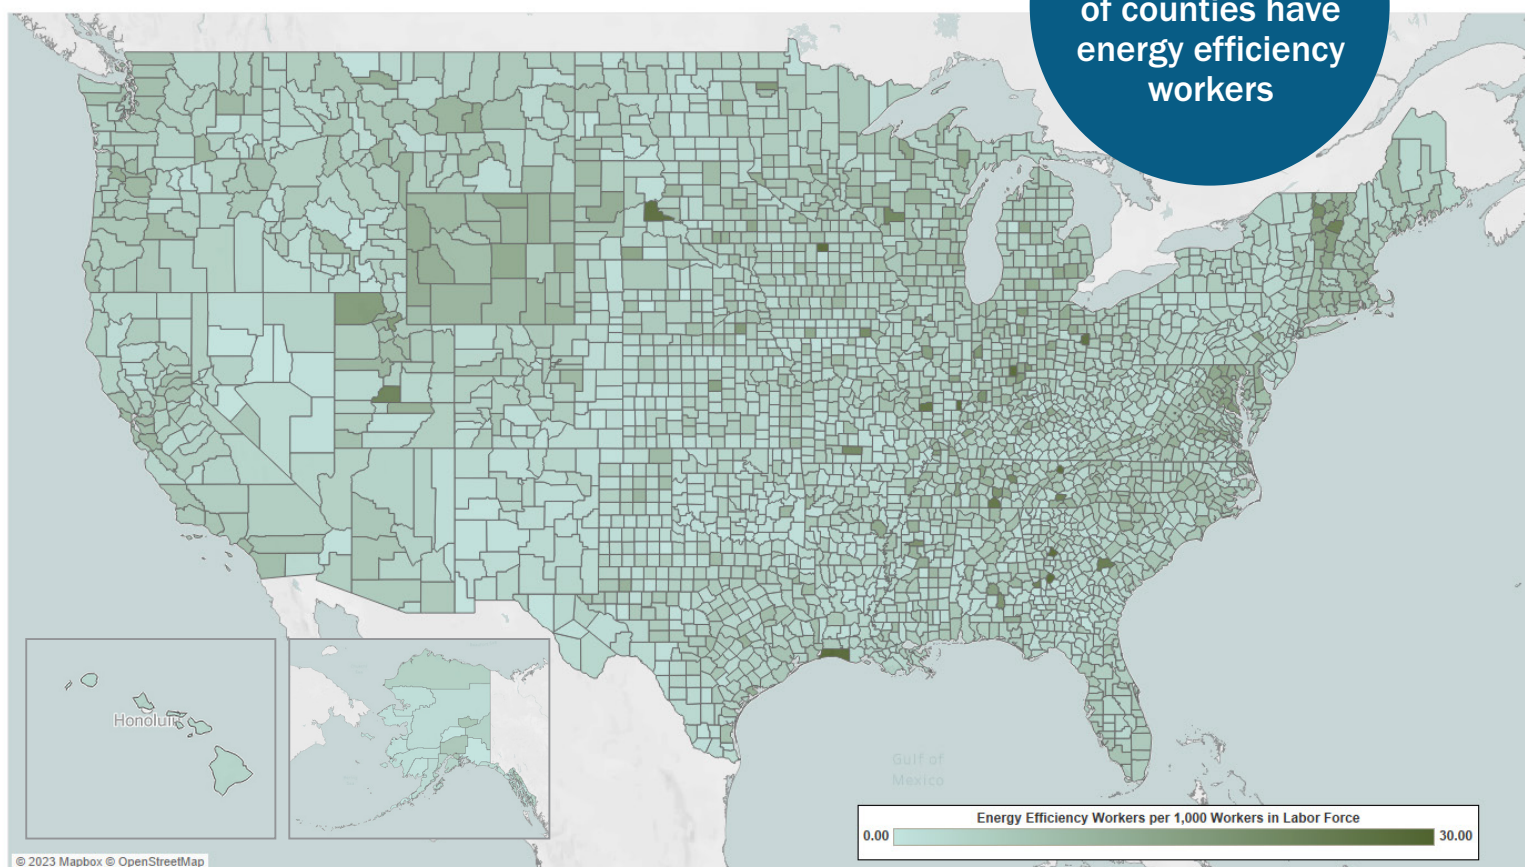 of counties have
energy efficiency
workers
Honolulu
Gulf of
Mexico
Energy Efficiency Workers per 1,000 Workers in Labor Force
0.00
30.00
© 2023 Mapbox © OpenStreetMap